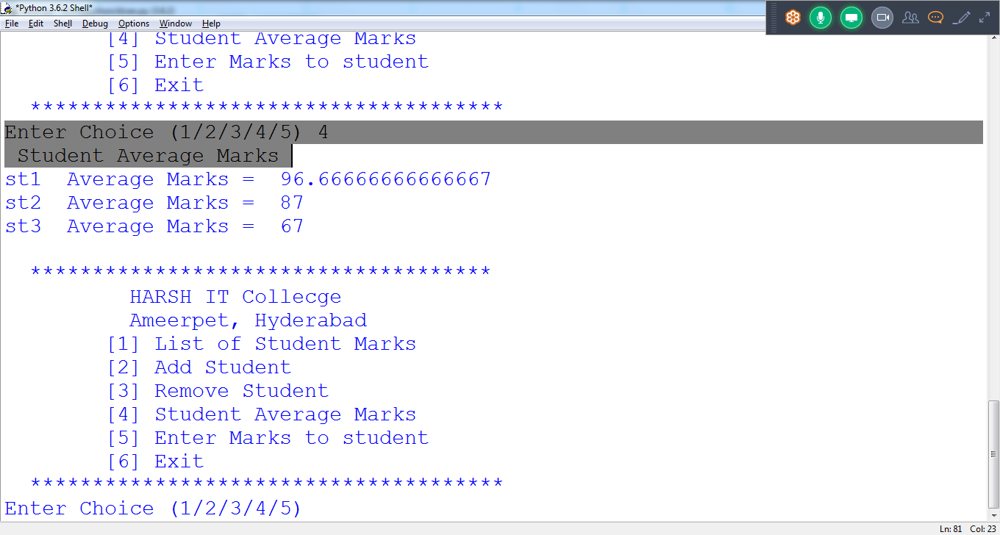 *Python 3.6.2 Shell*
File Edit Shell Debug Options Window Help
[4] Student Average Marks
[5] Enter Marks to student
[6] Exit
**************************************
Enter Choice (1/2/3/4/5) 4
Student Average Marks
st1 Average Marks = 96.66666666666667
st2 Average Marks = 87
st3 Average Marks = 67
*************************************
HARSH IT Collecge
Ameerpet, Hyderabad
[1] List of Student Marks
[2] Add Student
[3] Remove Student
[4] Student Average Marks
[5] Enter Marks to student
[6] Exit
**************************************
Enter Choice (1/2/3/4/5)
Ln: 81 Col: 23